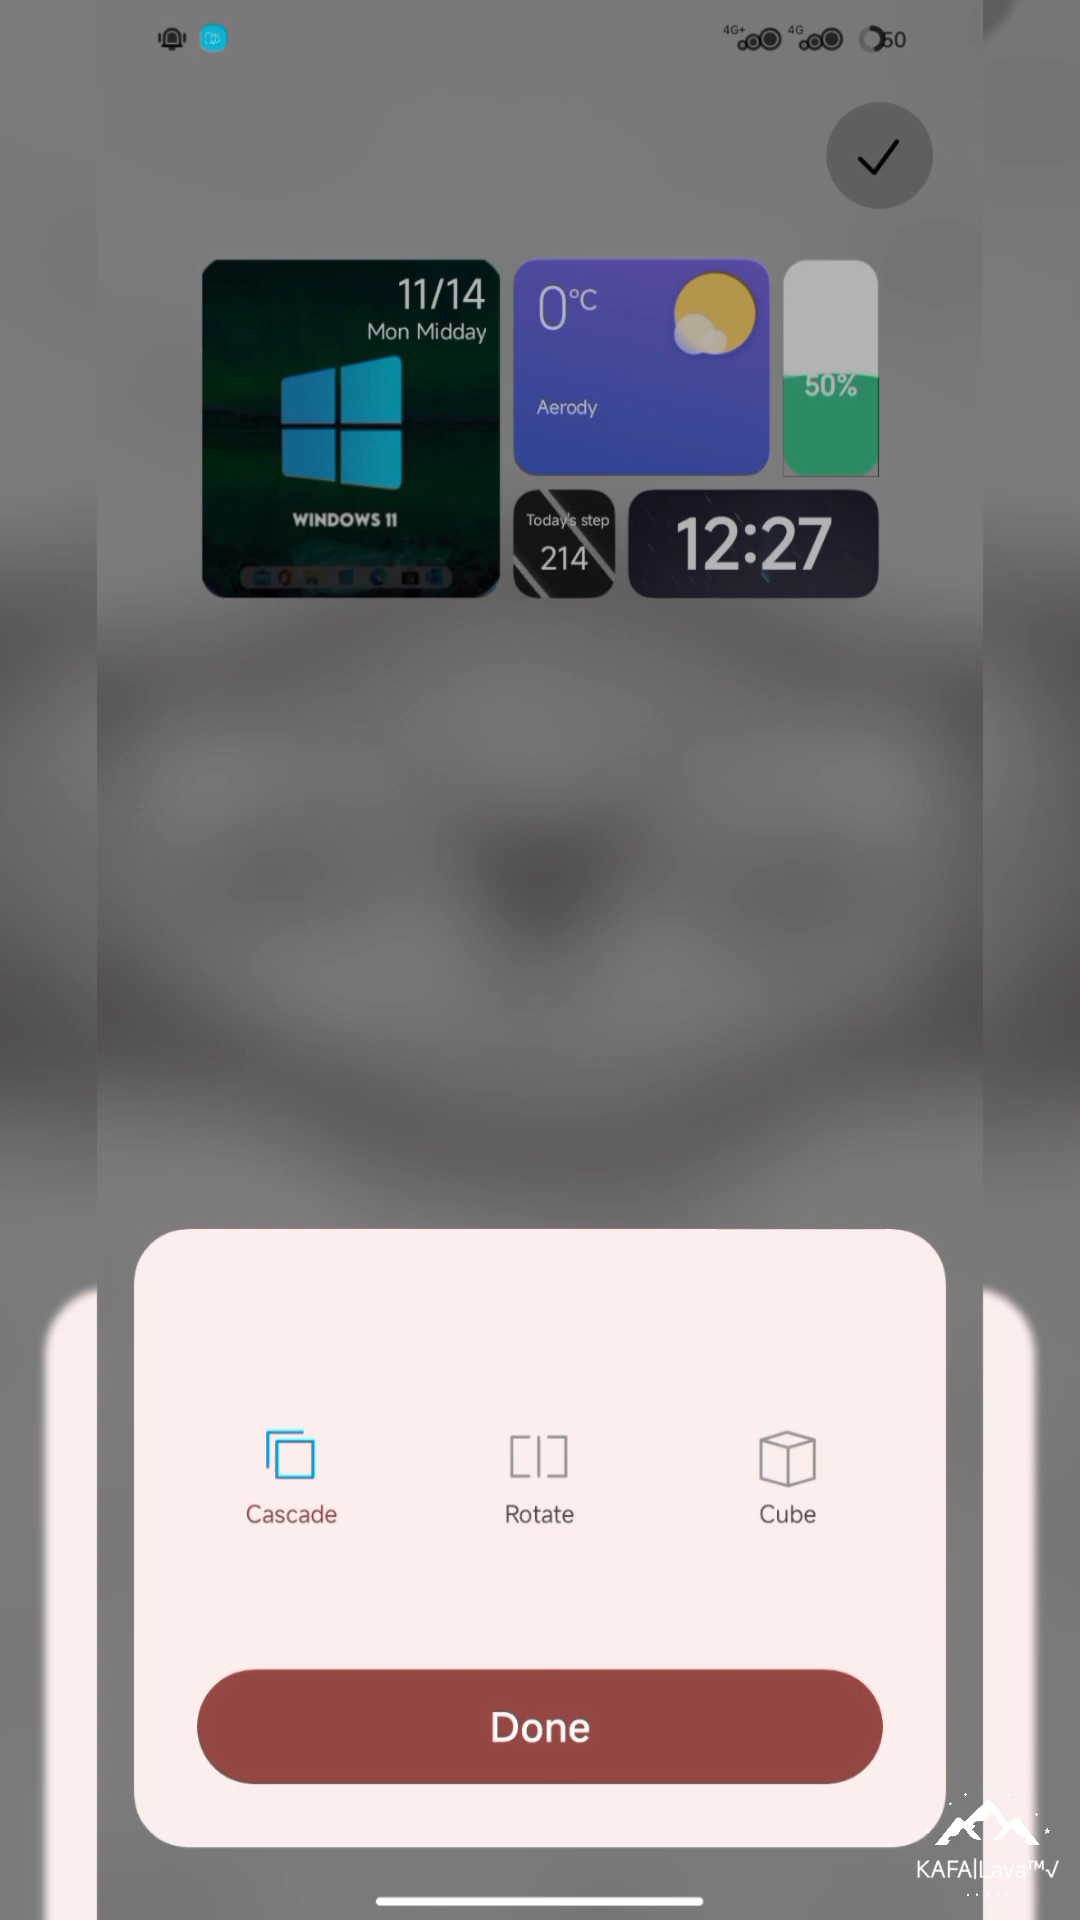 4G+ 4G 50
11/14
Mon Midday
WINDOWS 11
0°C
Aerody
50%
Today's step
214
12:27
Cascade
Rotate
Cube
Done
KAFA|Lava™√